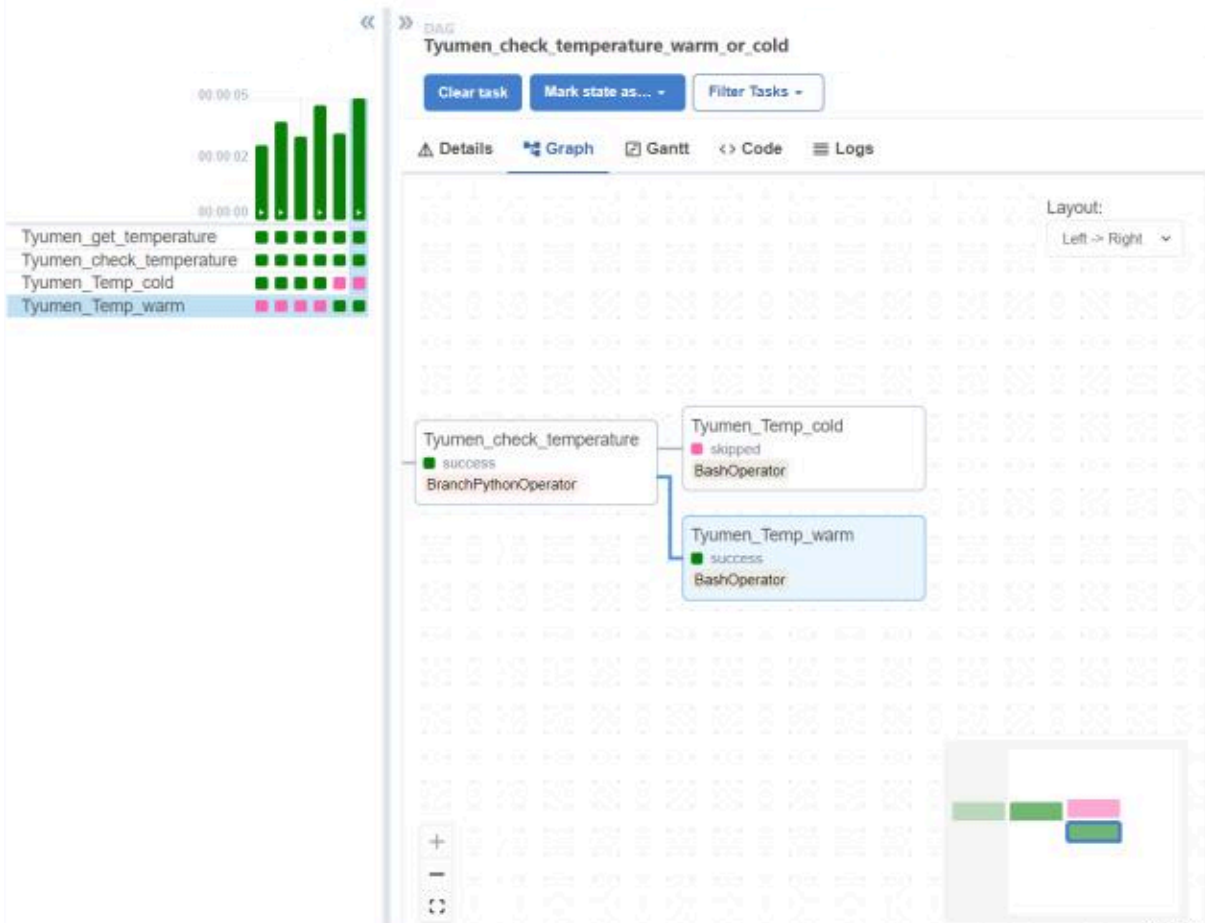 DAG
Tyumen_check_temperature_warm_or_cold
Clear task Mark state as... Filter Tasks
Details Graph Gantt <> Code Logs
00:00:05
00:00:02
00:00:00
Tyumen_get_temperature
Tyumen_check_temperature
Tyumen_Temp_cold
Tyumen_Temp_warm
Layout:
Left -> Right
Tyumen_check_temperature
success
BranchPythonOperator
Tyumen_Temp_cold
skipped
BashOperator
Tyumen_Temp_warm
success
BashOperator